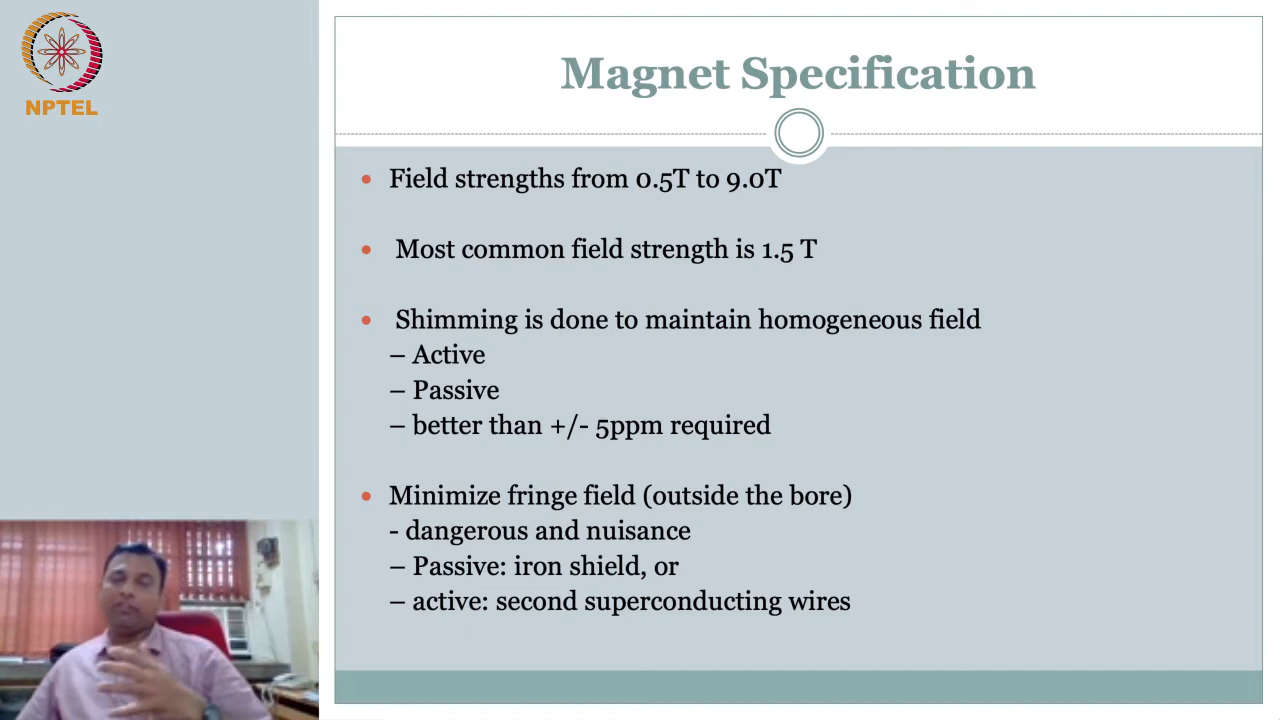 NPTEL
Magnet Specification
• Field strengths from 0.5T to 9.0T
• Most common field strength is 1.5 T
• Shimming is done to maintain homogeneous field
– Active
– Passive
– better than +/- 5ppm required
• Minimize fringe field (outside the bore)
- dangerous and nuisance
– Passive: iron shield, or
– active: second superconducting wires